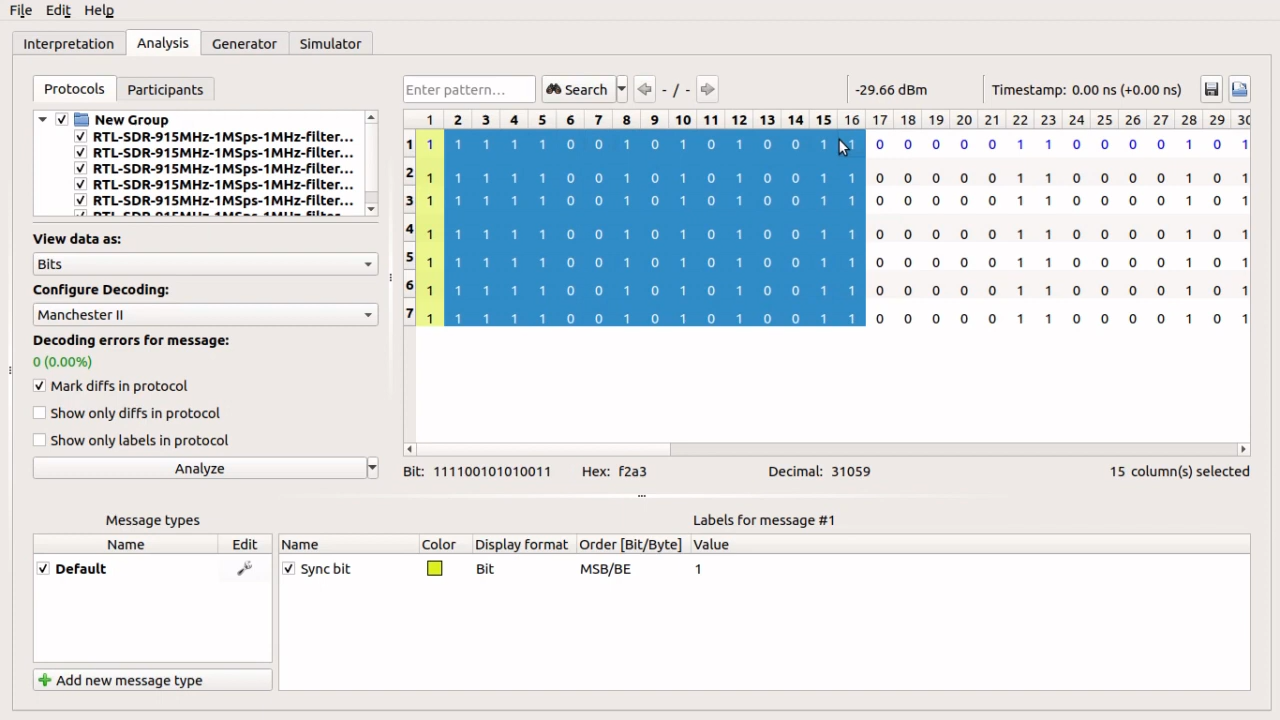 File Edit Help
Interpretation Analysis Generator Simulator
Protocols Participants
New Group
RTL-SDR-915MHz-1MSps-1MHz-filter...
RTL-SDR-915MHz-1MSps-1MHz-filter...
RTL-SDR-915MHz-1MSps-1MHz-filter...
RTL-SDR-915MHz-1MSps-1MHz-filter...
RTL-SDR-915MHz-1MSps-1MHz-filter...
View data as:
Bits
Configure Decoding:
Manchester II
Decoding errors for message:
0 (0.00%)
Mark diffs in protocol
Show only diffs in protocol
Show only labels in protocol
Analyze
Enter pattern... Search - / - -29.66 dBm Timestamp: 0.00 ns (+0.00 ns)
1 2 3 4 5 6 7 8 9 10 11 12 13 14 15 16 17 18 19 20 21 22 23 24 25 26 27 28 29 30
1 1 1 1 1 1 0 0 1 0 1 0 1 0 0 1 1 0 0 0 0 0 1 1 0 0 0 0 1 0 1
2 1 1 1 1 1 0 0 1 0 1 0 1 0 0 1 1 0 0 0 0 0 1 1 0 0 0 0 1 0 1
3 1 1 1 1 1 0 0 1 0 1 0 1 0 0 1 1 0 0 0 0 0 1 1 0 0 0 0 1 0 1
4 1 1 1 1 1 0 0 1 0 1 0 1 0 0 1 1 0 0 0 0 0 1 1 0 0 0 0 1 0 1
5 1 1 1 1 1 0 0 1 0 1 0 1 0 0 1 1 0 0 0 0 0 1 1 0 0 0 0 1 0 1
6 1 1 1 1 1 0 0 1 0 1 0 1 0 0 1 1 0 0 0 0 0 1 1 0 0 0 0 1 0 1
7 1 1 1 1 1 0 0 1 0 1 0 1 0 0 1 1 0 0 0 0 0 1 1 0 0 0 0 1 0 1
Bit: 111100101010011 Hex: f2a3 Decimal: 31059 15 column(s) selected
Message types
Name Edit
Default
Add new message type
Labels for message #1
Name Color Display format Order [Bit/Byte] Value
Sync bit Bit MSB/BE 1